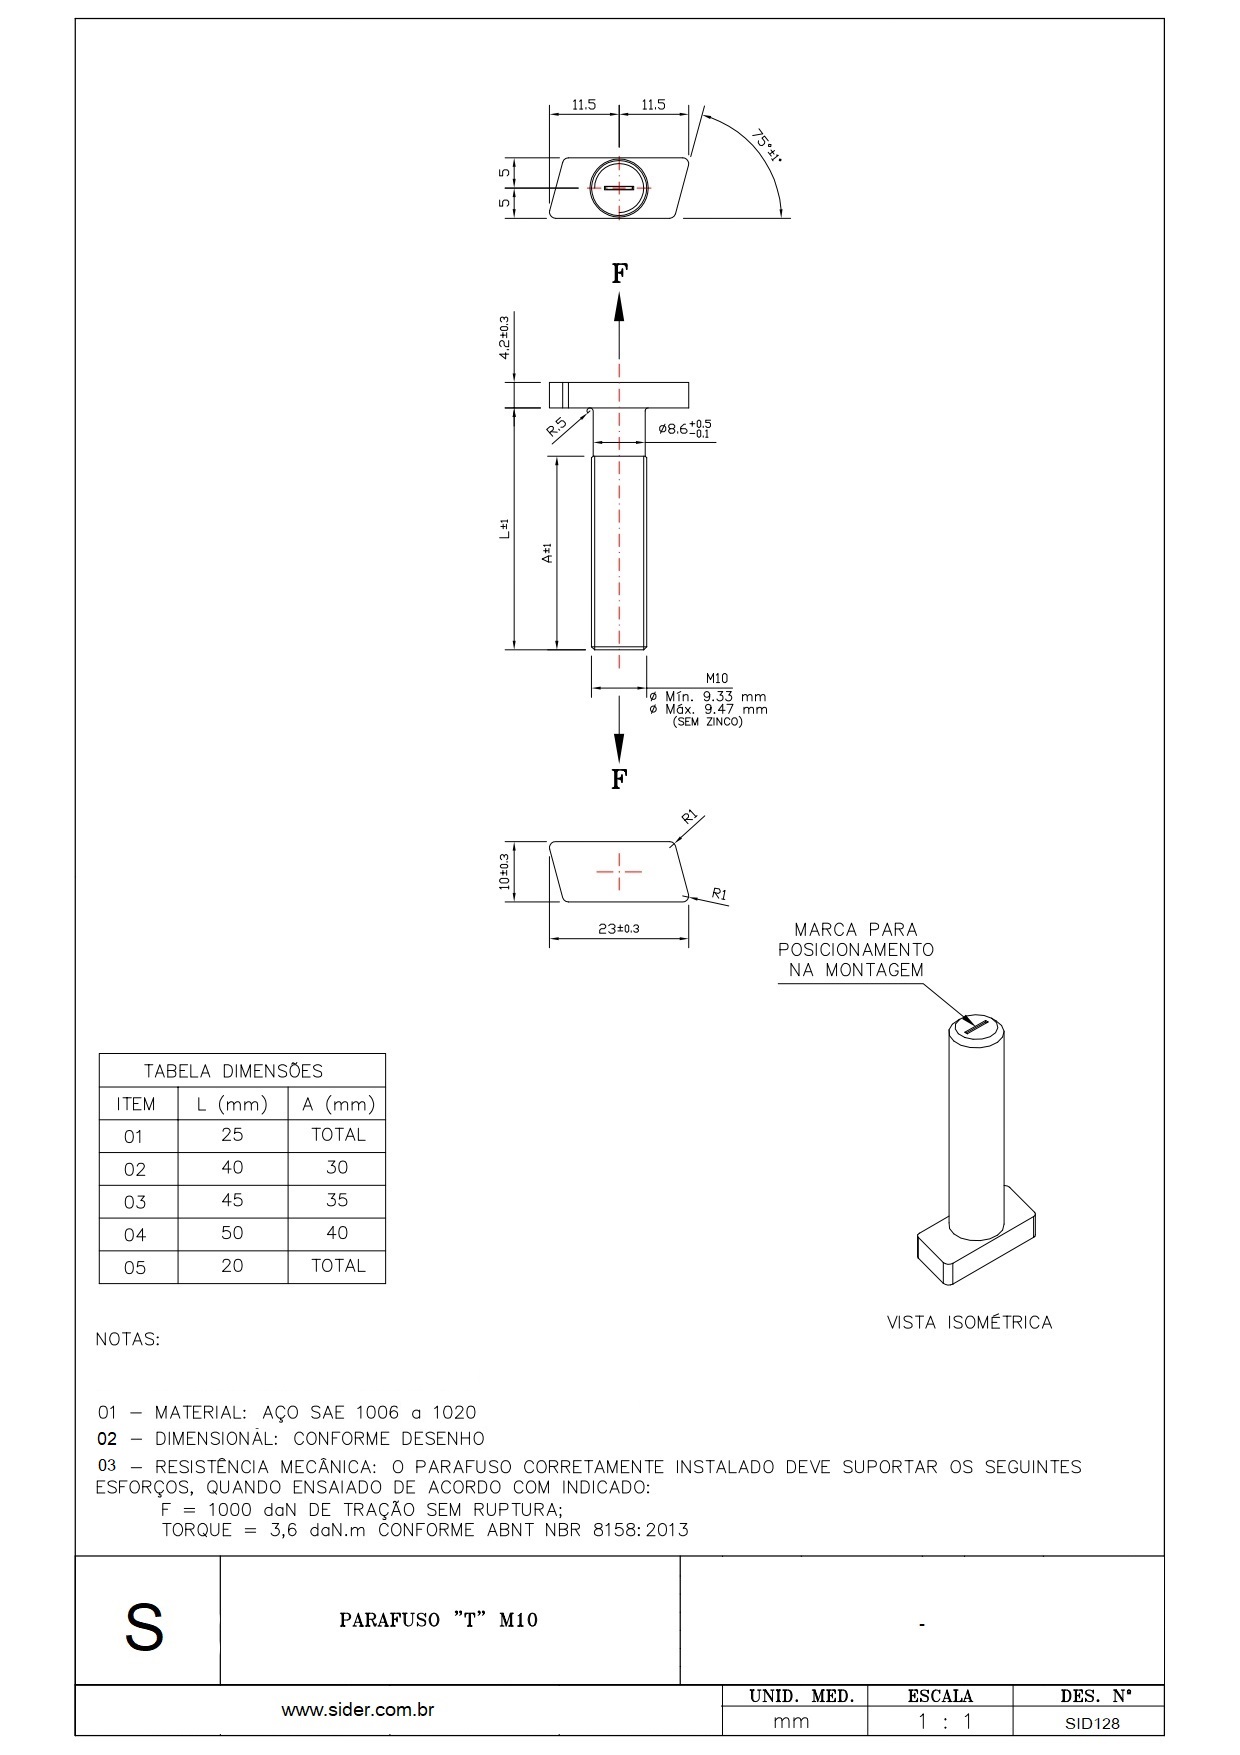 11.5 11.5
75°±1°
5
5
F
4.2±0.3
R.5
Ø8.6 +0.5 -0.1
L±1
A±1
M10
Ø Mín. 9.33 mm
Ø Máx. 9.47 mm
(SEM ZINCO)
F
R1
10±0.3
R1
23±0.3
MARCA PARA
POSICIONAMENTO
NA MONTAGEM
TABELA DIMENSÕES
ITEM L (mm) A (mm)
01 25 TOTAL
02 40 30
03 45 35
04 50 40
05 20 TOTAL
VISTA ISOMÉTRICA
NOTAS:
01 – MATERIAL: AÇO SAE 1006 a 1020
02 – DIMENSIONÀL: CONFORME DESENHO
03 – RESISTÊNCIA MECÂNICA: O PARAFUSO CORRETAMENTE INSTALADO DEVE SUPORTAR OS SEGUINTES
ESFORÇOS, QUANDO ENSAIADO DE ACORDO COM INDICADO:
F = 1000 daN DE TRAÇÃO SEM RUPTURA;
TORQUE = 3,6 daN.m CONFORME ABNT NBR 8158:2013
S
PARAFUSO "T" M10
-
www.sider.com.br
UNID. MED. ESCALA DES. Nº
mm 1 : 1 SID128